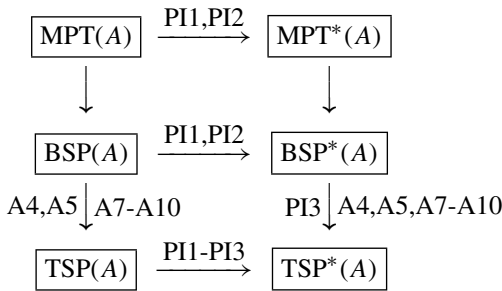 PI1,PI2
MPT(A) MPT*(A)
PI1,PI2
BSP(A) BSP*(A)
A4,A5 A7-A10 PI3 A4,A5,A7-A10
PI1-PI3
TSP(A) TSP*(A)